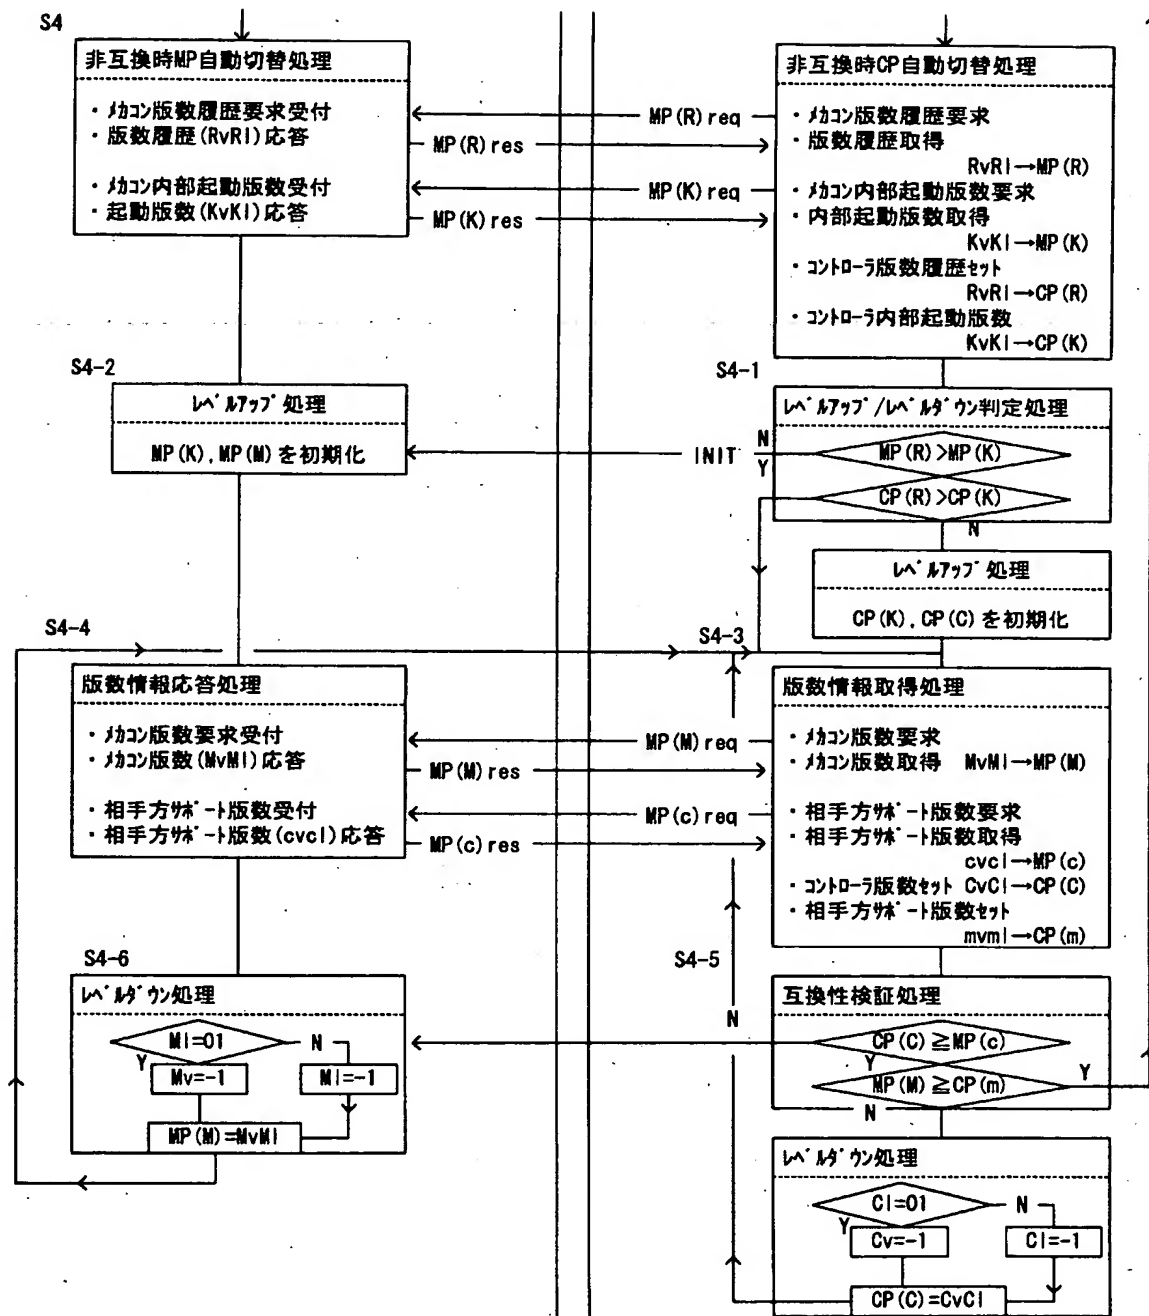 S4
非互換時MP自動切替処理
・ﾒｶｺﾝ版数履歴要求受付
・版数履歴(RvRl)応答
・ﾒｶｺﾝ内部起動版数受付
・起動版数(KvKl)応答
MP(R)req
MP(R)res
MP(K)req
MP(K)res
非互換時CP自動切替処理
・ﾒｶｺﾝ版数履歴要求
・版数履歴取得
RvRl→MP(R)
・ﾒｶｺﾝ内部起動版数要求
・内部起動版数取得
KvKl→MP(K)
・ｺﾝﾄﾛｰﾗ版数履歴ｾｯﾄ
RvRl→CP(R)
・ｺﾝﾄﾛｰﾗ内部起動版数
KvKl→CP(K)
S4-2
ﾚﾍﾞﾙｱｯﾌﾟ処理
MP(K),MP(M)を初期化
INIT
S4-1
ﾚﾍﾞﾙｱｯﾌﾟ/ﾚﾍﾞﾙﾀﾞｳﾝ判定処理
N
MP(R)>MP(K)
Y
CP(R)>CP(K)
N
ﾚﾍﾞﾙｱｯﾌﾟ処理
CP(K),CP(C)を初期化
S4-4
S4-3
版数情報応答処理
・ﾒｶｺﾝ版数要求受付
・ﾒｶｺﾝ版数(MvMl)応答
・相手方ｻﾎﾟｰﾄ版数受付
・相手方ｻﾎﾟｰﾄ版数(cvcl)応答
MP(M)req
MP(M)res
MP(c)req
MP(c)res
版数情報取得処理
・ﾒｶｺﾝ版数要求
・ﾒｶｺﾝ版数取得 MvMl→MP(M)
・相手方ｻﾎﾟｰﾄ版数要求
・相手方ｻﾎﾟｰﾄ版数取得
cvcl→MP(c)
・ｺﾝﾄﾛｰﾗ版数ｾｯﾄ CvCl→CP(C)
・相手方ｻﾎﾟｰﾄ版数ｾｯﾄ
mvml→CP(m)
S4-6
ﾚﾍﾞﾙﾀﾞｳﾝ処理
Ml=01
N
Y
Mv=-1
Ml=-1
MP(M)=MvMl
S4-5
N
互換性検証処理
CP(C)≧MP(c)
Y
MP(M)≧CP(m)
Y
N
ﾚﾍﾞﾙﾀﾞｳﾝ処理
Cl=01
N
Y
Cv=-1
Cl=-1
CP(C)=CvCl